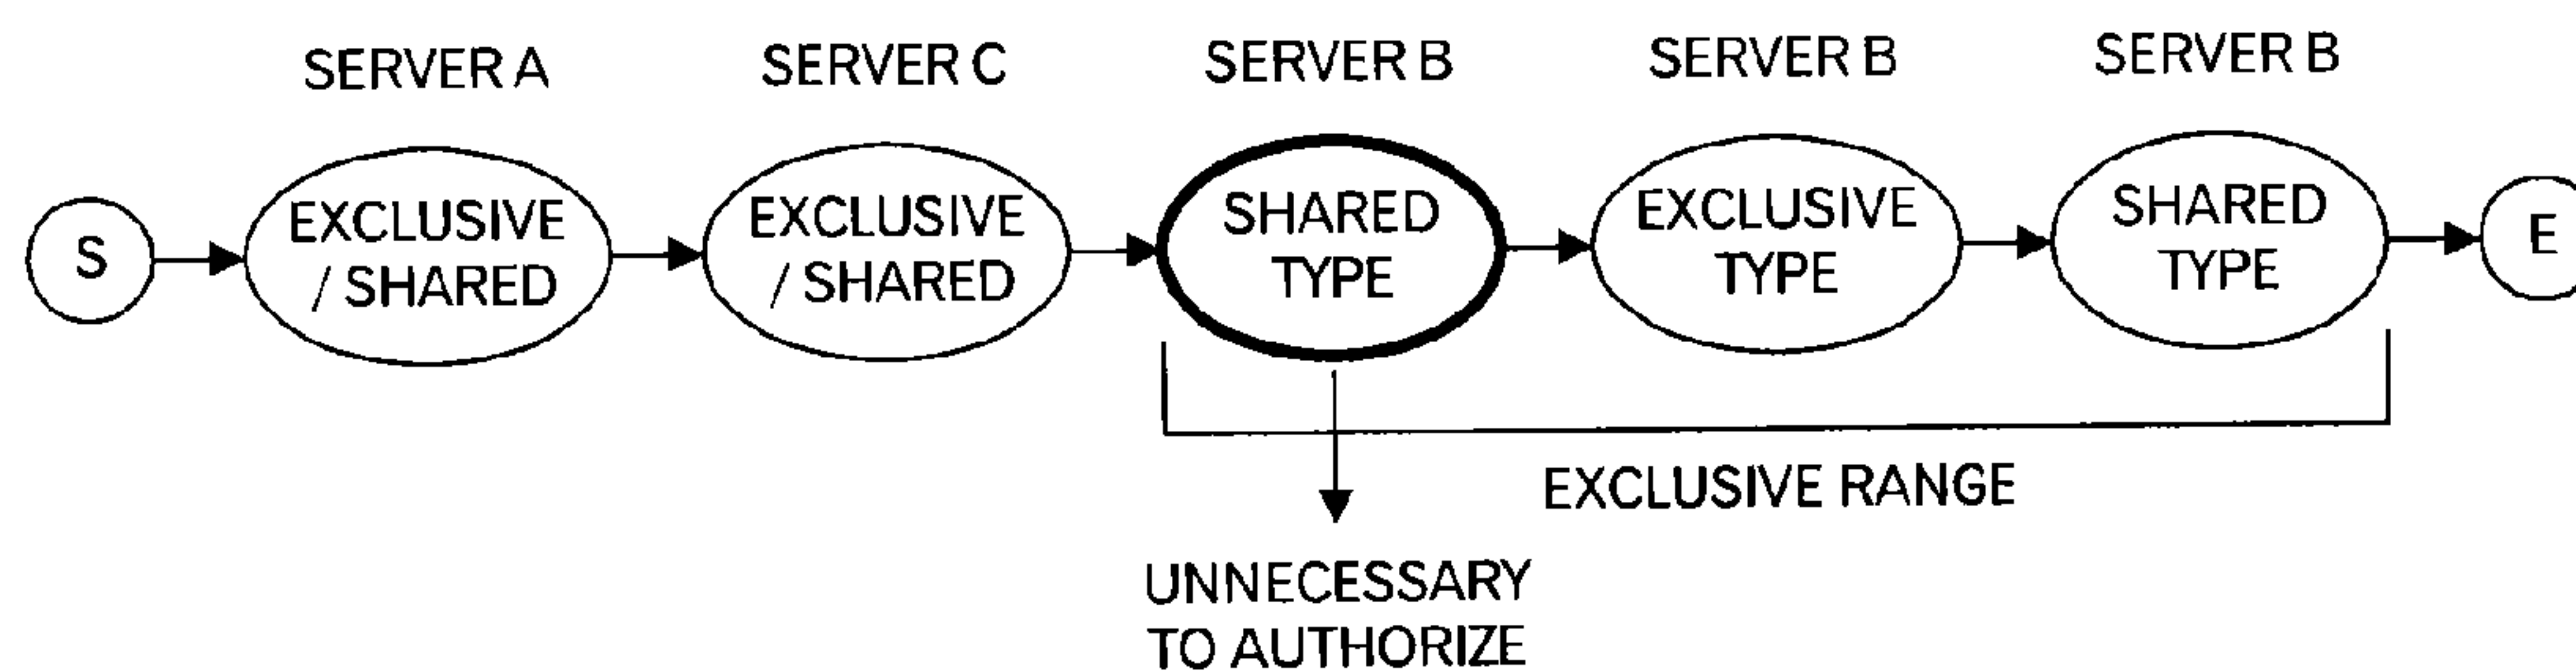 SERVER A
SERVER C
SERVER B
SERVER B
SERVER B
S
EXCLUSIVE
/ SHARED
EXCLUSIVE
/ SHARED
SHARED
TYPE
EXCLUSIVE
TYPE
SHARED
TYPE
E
EXCLUSIVE RANGE
UNNECESSARY
TO AUTHORIZE